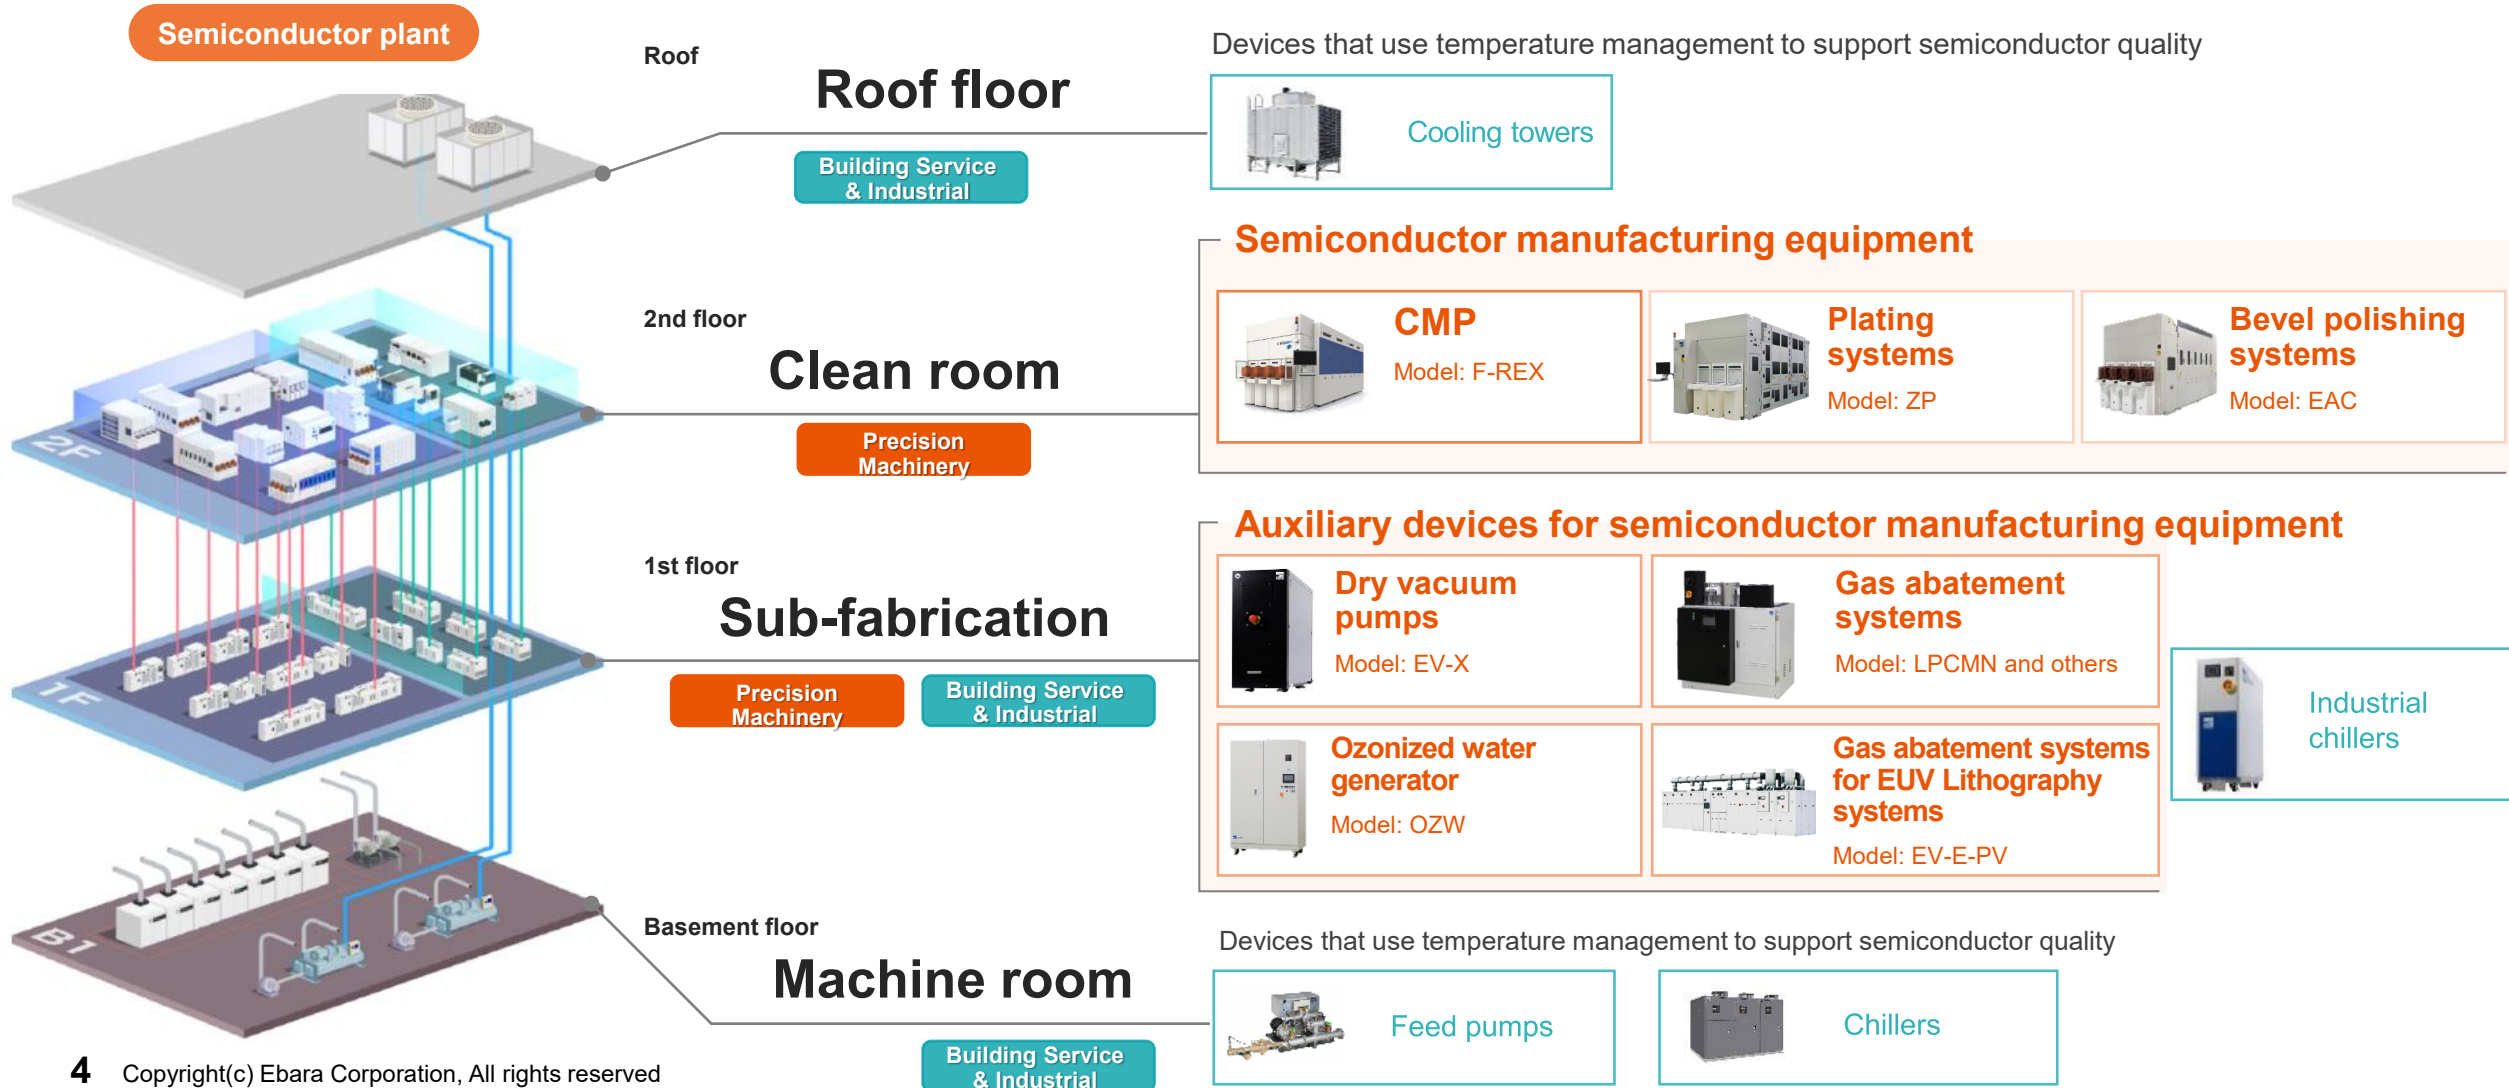 Semiconductor plant
Roof
Roof floor
Building Service
& Industrial
Devices that use temperature management to support semiconductor quality
Cooling towers
2nd floor
Clean room
Precision
Machinery
2F
Semiconductor manufacturing equipment
CMP
Model: F-REX
Plating
systems
Model: ZP
Bevel polishing
systems
Model: EAC
1st floor
Sub-fabrication
Precision
Machinery
Building Service
& Industrial
1F
Auxiliary devices for semiconductor manufacturing equipment
Dry vacuum
pumps
Model: EV-X
Gas abatement
systems
Model: LPCMN and others
Ozonized water
generator
Model: OZW
Gas abatement systems
for EUV Lithography
systems
Model: EV-E-PV
Industrial
chillers
Basement floor
Machine room
Building Service
& Industrial
B1
Devices that use temperature management to support semiconductor quality
Feed pumps
Chillers
4 Copyright(c) Ebara Corporation, All rights reserved